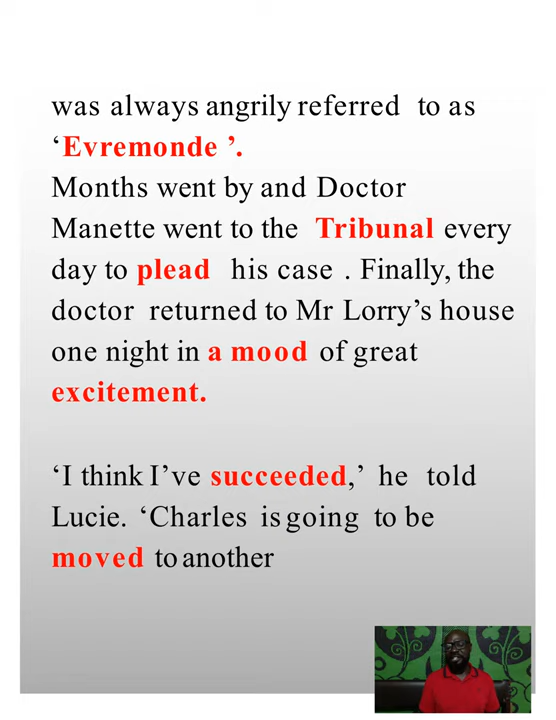 was always angrily referred to as
‘Evremonde ’.
Months went by and Doctor
Manette went to the Tribunal every
day to plead his case . Finally, the
doctor returned to Mr Lorry’s house
one night in a mood of great
excitement.
‘I think I’ve succeeded,’ he told
Lucie. ‘Charles is going to be
moved to another